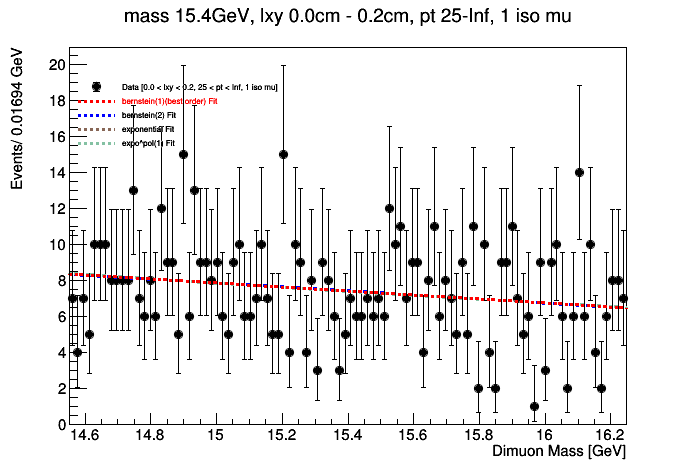 mass 15.4GeV, lxy 0.0cm - 0.2cm, pt 25-Inf, 1 iso mu
Events/ 0.01694 GeV
20
18
16
14
12
10
8
6
4
2
0
Data [0.0 < lxy < 0.2, 25 < pt < Inf, 1 iso mu]
bernstein(1)(best order) Fit
bernstein(2) Fit
exponential Fit
expo*pol(1) Fit
14.6 14.8 15 15.2 15.4 15.6 15.8 16 16.2
Dimuon Mass [GeV]